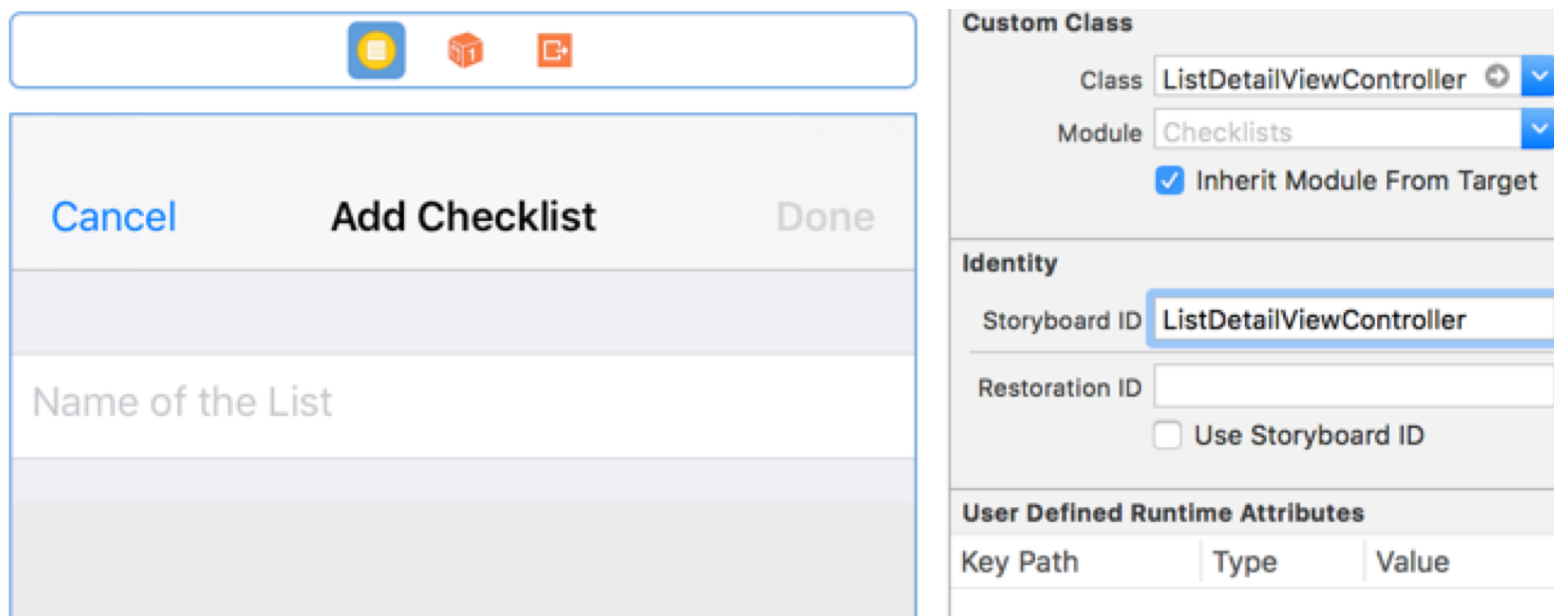 Cancel
Add Checklist
Done
Name of the List
Custom Class
Class ListDetailViewController
Module Checklists
Inherit Module From Target
Identity
Storyboard ID ListDetailViewController
Restoration ID
Use Storyboard ID
User Defined Runtime Attributes
Key Path Type Value